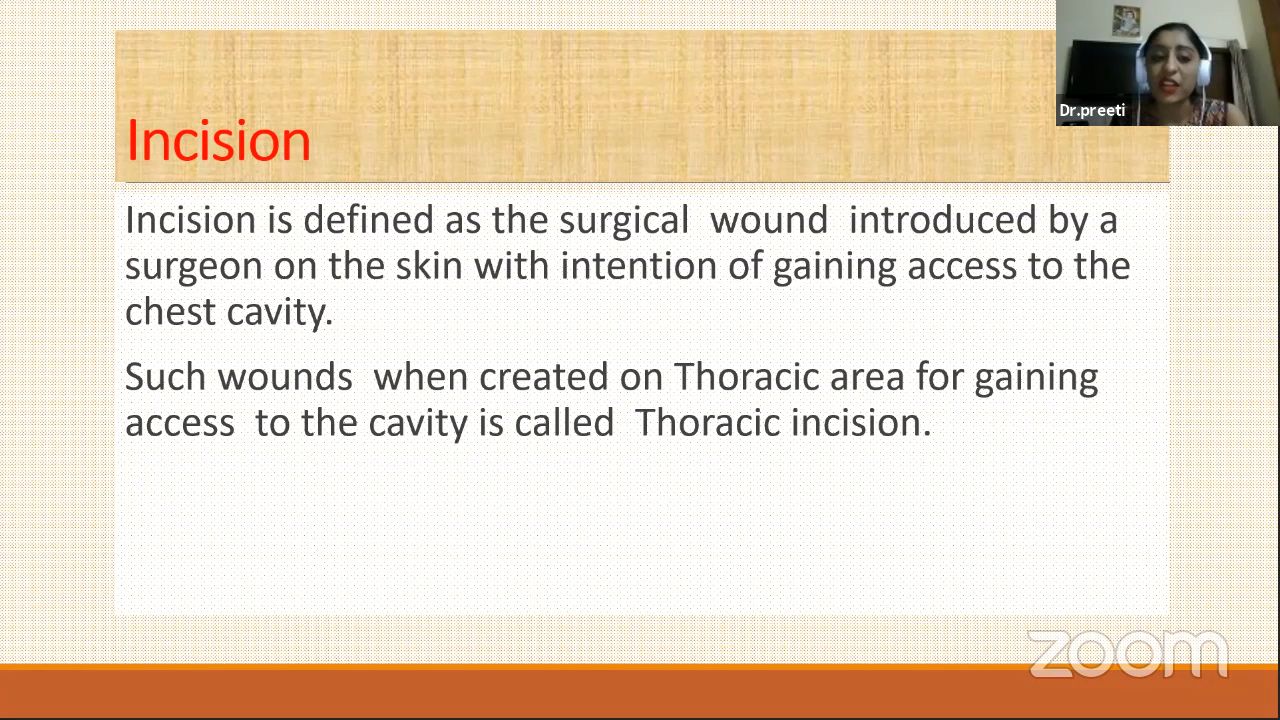 Dr.preeti
Incision
Incision is defined as the surgical  wound  introduced by a
surgeon on the skin with intention of gaining access to the
chest cavity.
Such wounds  when created on Thoracic area for gaining
access  to the cavity is called  Thoracic incision.
zoom